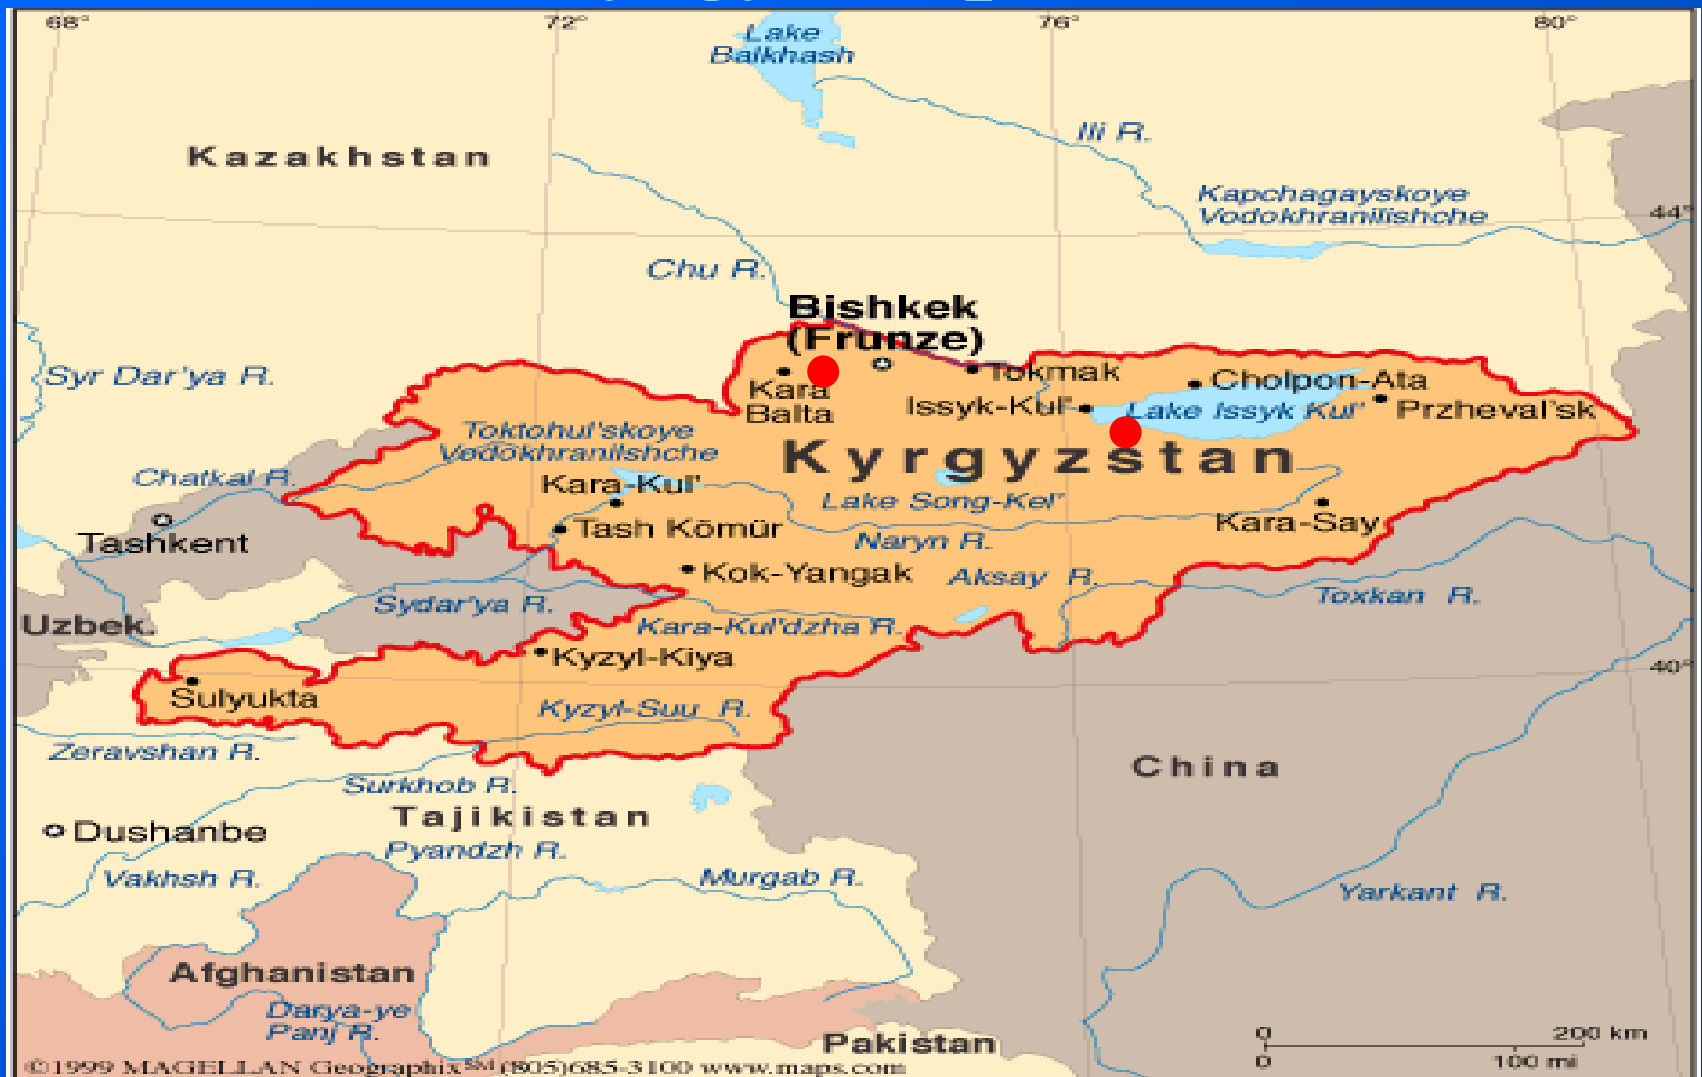 68°
72°
76°
80°
Lake
Balkhash
Ili R.
Kazakhstan
Kapchagayskoye
Vodokhranilishche
44°
Chu R.
Bishkek
(Frunze)
Syr Dar'ya R.
Tokmak
Cholpon-Ata
Kara
Balta
Issyk-Kul'
Lake Issyk Kul'
Przheval'sk
Toktohul'skoye
Vodokhranilishche
Kyrgyzstan
Chatkal R.
Kara-Kul'
Lake Song-Kel'
Kara-Say
Tash Kömür
Tashkent
Naryn R.
Kok-Yangak
Aksay R.
Toxkan R.
Sydar'ya R.
Uzbek.
Kara-Kul'dzha R.
Kyzyl-Kiya
40°
Sulyukta
Kyzyl-Suu R.
Zeravshan R.
China
Surkhob R.
Tajikistan
Dushanbe
Pyandzh R.
Vakhsh R.
Murgab R.
Yarkant R.
Afghanistan
Darya-ye
Panj R.
Pakistan
0 200 km
0 100 mi
©1999 MAGELLAN Geographix℠ (805)685-3100 www.maps.com